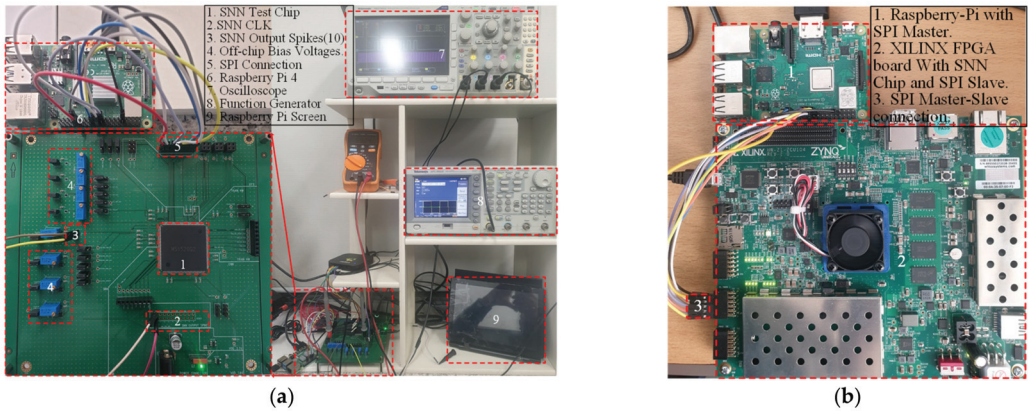 1. SNN Test Chip
2. SNN CLK
3. SNN Output Spikes(10)
4. Off-chip Bias Voltages.
5. SPI Connection
6. Raspberry Pi 4
Oscilloscope
8. Function Generator
9. Raspberry Pi Screen
7
6
5
4
8
3
1
4
9
2
1. Raspberry-Pi with
SPI Master.
2. XILINX FPGA
board With SNN
Chip and SPI Slave.
3. SPI Master-Slave
connection.
1
XILINX
ZYNQ
2
3
(a)
(b)